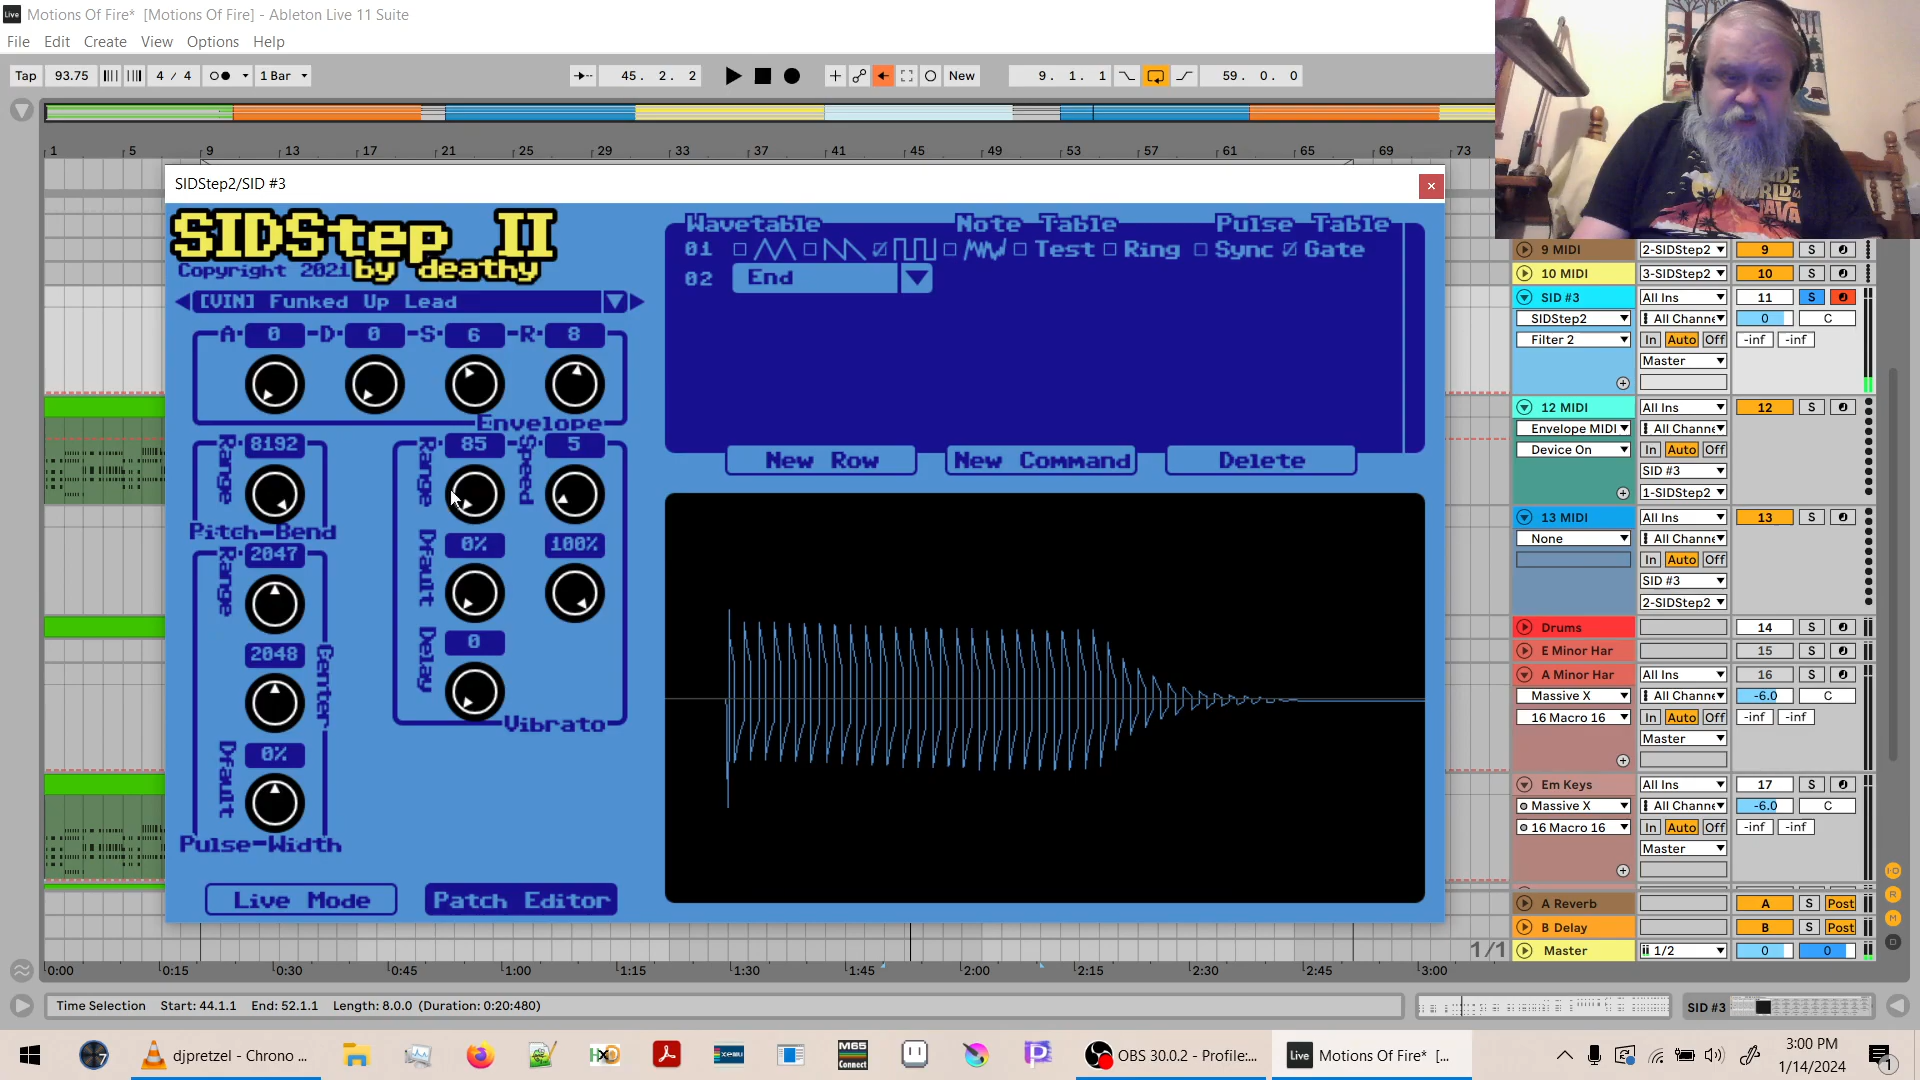 Motions Of Fire* [Motions Of Fire] - Ableton Live 11 Suite
File Edit Create View Options Help
Tap 93.75 4 / 4 1 Bar 45. 2. 2 New 9. 1. 1 59. 0. 0
1 5 9 13 17 21 25 29 33 37 41 45 49 53 57 61 65 69 73
SIDStep2/SID #3
SIDStep II
Copyright 2021 by deathy
[VIN] Funked Up Lead
A 0 D 0 S 6 R 8
Envelope
Range 8192
Pitch-Bend
Range 85 Speed 5
Dfault 0% 100%
Delay 0
Vibrato
Range 2047
2048 Center
Dfault 0%
Pulse-Width
Live Mode Patch Editor
Wavetable Note Table Pulse Table
01 Test Ring Sync Gate
02 End
New Row New Command Delete
9 MIDI 2-SIDStep2 9 S
10 MIDI 3-SIDStep2 10 S
SID #3 All Ins 11 S
SIDStep2 All Channe 0 C
Filter 2 In Auto Off -inf -inf
Master
12 MIDI All Ins 12 S
Envelope MIDI All Channe
Device On In Auto Off
SID #3
1-SIDStep2
13 MIDI All Ins 13 S
None All Channe
In Auto Off
SID #3
2-SIDStep2
Drums 14 S
E Minor Har 15 S
A Minor Har All Ins 16 S
Massive X All Channe -6.0 C
16 Macro 16 In Auto Off -inf -inf
Master
Em Keys All Ins 17 S
Massive X All Channe -6.0 C
16 Macro 16 In Auto Off -inf -inf
Master
A Reverb A S Post
B Delay B S Post
1/1 Master 1/2 0 0
0:00 0:15 0:30 0:45 1:00 1:15 1:30 1:45 2:00 2:15 2:30 2:45 3:00
Time Selection Start: 44.1.1 End: 52.1.1 Length: 8.0.0 (Duration: 0:20:480)
SID #3
djpretzel - Chrono ...
M65 Connect
OBS 30.0.2 - Profile:...
Live Motions Of Fire* [...
3:00 PM
1/14/2024
1